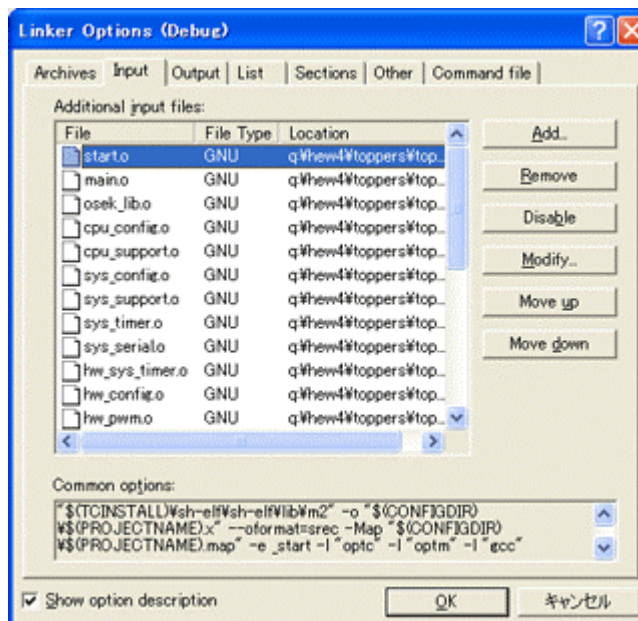 Linker Options (Debug)
Archives Input Output List Sections Other Command file
Additional input files:
File File Type Location
start.o GNU q:¥hew4¥toppers¥top...
main.o GNU q:¥hew4¥toppers¥top...
osek_lib.o GNU q:¥hew4¥toppers¥top...
cpu_config.o GNU q:¥hew4¥toppers¥top...
cpu_support.o GNU q:¥hew4¥toppers¥top...
sys_config.o GNU q:¥hew4¥toppers¥top...
sys_support.o GNU q:¥hew4¥toppers¥top...
sys_timer.o GNU q:¥hew4¥toppers¥top...
sys_serial.o GNU q:¥hew4¥toppers¥top...
hw_sys_timer.o GNU q:¥hew4¥toppers¥top...
hw_config.o GNU q:¥hew4¥toppers¥top...
hw_pwm.o GNU q:¥hew4¥toppers¥top...
Add...
Remove
Disable
Modify...
Move up
Move down
Common options:
"$(TCINSTALL)¥sh-elf¥sh-elf¥lib¥m2" -o "$(CONFIGDIR)
¥$(PROJECTNAME).x" --oformat=srec -Map "$(CONFIGDIR)
¥$(PROJECTNAME).map" -e _start -l "optc" -l "optm" -l "gcc"
Show option description
OK
キャンセル